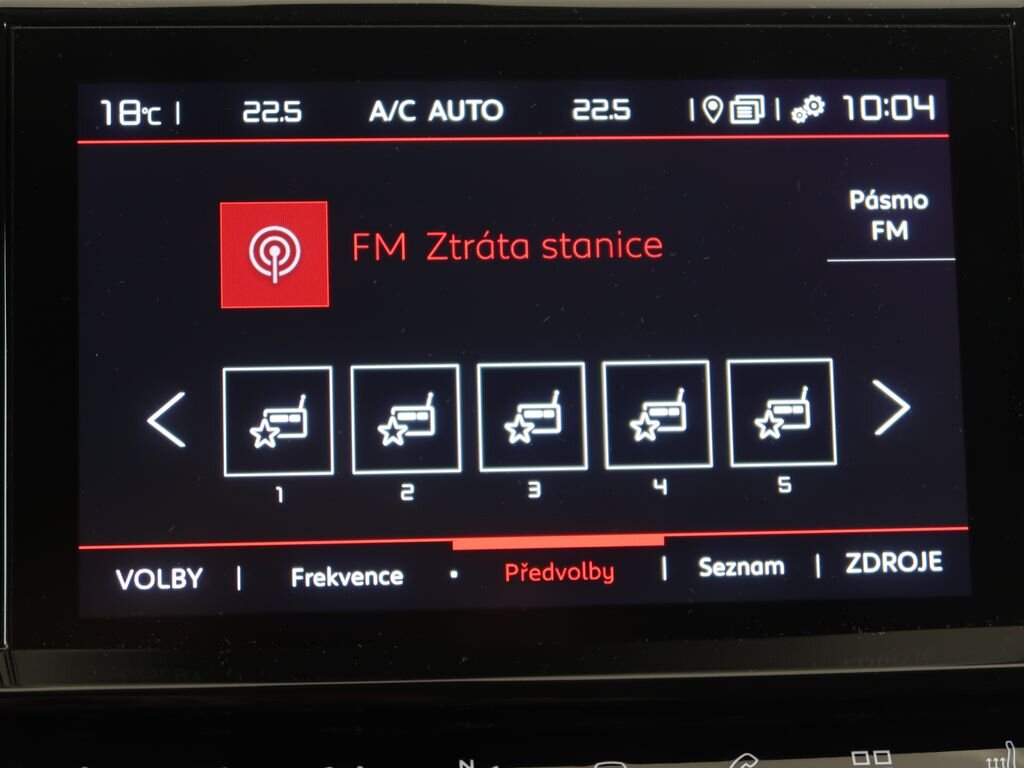 18°C | 22.5 A/C AUTO 22.5 | | 10:04
Pásmo
FM
FM Ztráta stanice
1 2 3 4 5
VOLBY | Frekvence · Předvolby | Seznam | ZDROJE